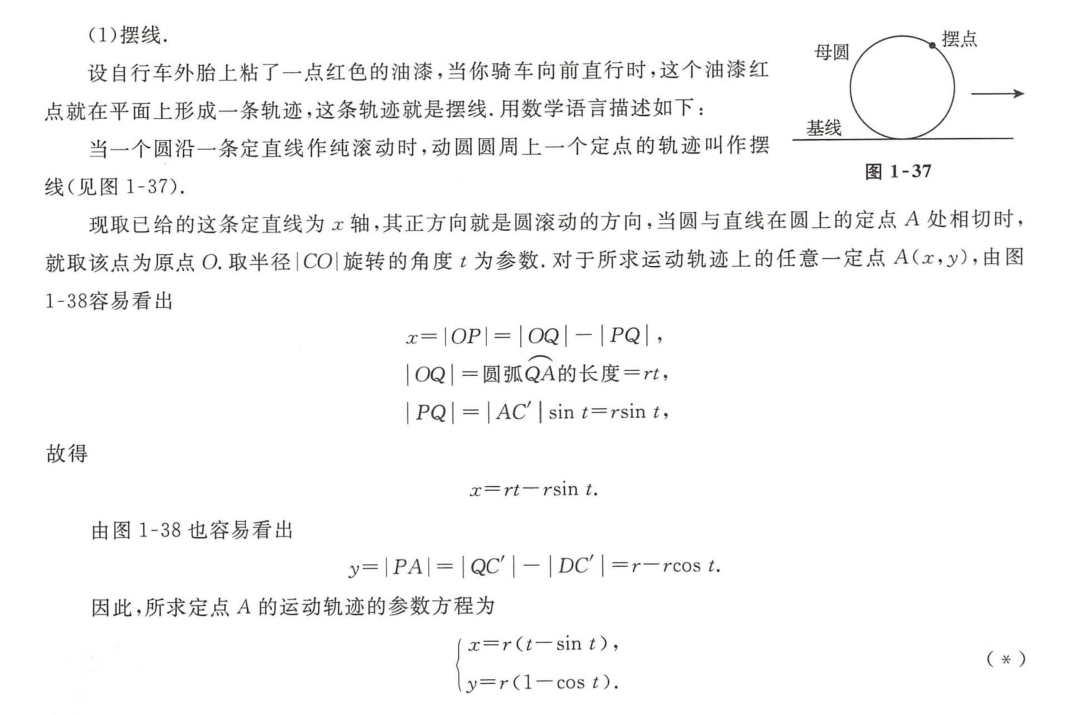 (1)摆线.
设自行车外胎上粘了一点红色的油漆,当你骑车向前直行时,这个油漆红
点就在平面上形成一条轨迹,这条轨迹就是摆线.用数学语言描述如下:
当一个圆沿一条定直线作纯滚动时,动圆圆周上一个定点的轨迹叫作摆
线(见图 1-37).
母圆
摆点
基线
图 1-37
现取已给的这条定直线为 x 轴,其正方向就是圆滚动的方向,当圆与直线在圆上的定点 A 处相切时,
就取该点为原点 O.取半径|CO|旋转的角度 t 为参数.对于所求运动轨迹上的任意一定点 A(x,y),由图
1-38容易看出
x=|OP|=|OQ|-|PQ|,
|OQ|=圆弧\overset{\frown}{QA}的长度=rt,
|PQ|=|AC′|sin t=rsin t,
故得
x=rt-rsin t.
由图 1-38 也容易看出
y=|PA|=|QC′|-|DC′|=r-rcos t.
因此,所求定点 A 的运动轨迹的参数方程为
{x=r(t-sin t),
y=r(1-cos t).
(*)